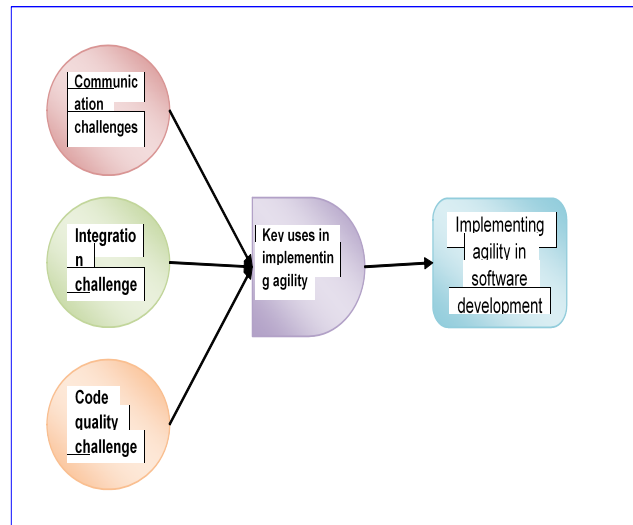 Communic
ation
challenges
Integratio
n
challenge
Code
quality
challenge
Key uses in
implementin
g agility
Implementing
agility in
software
development